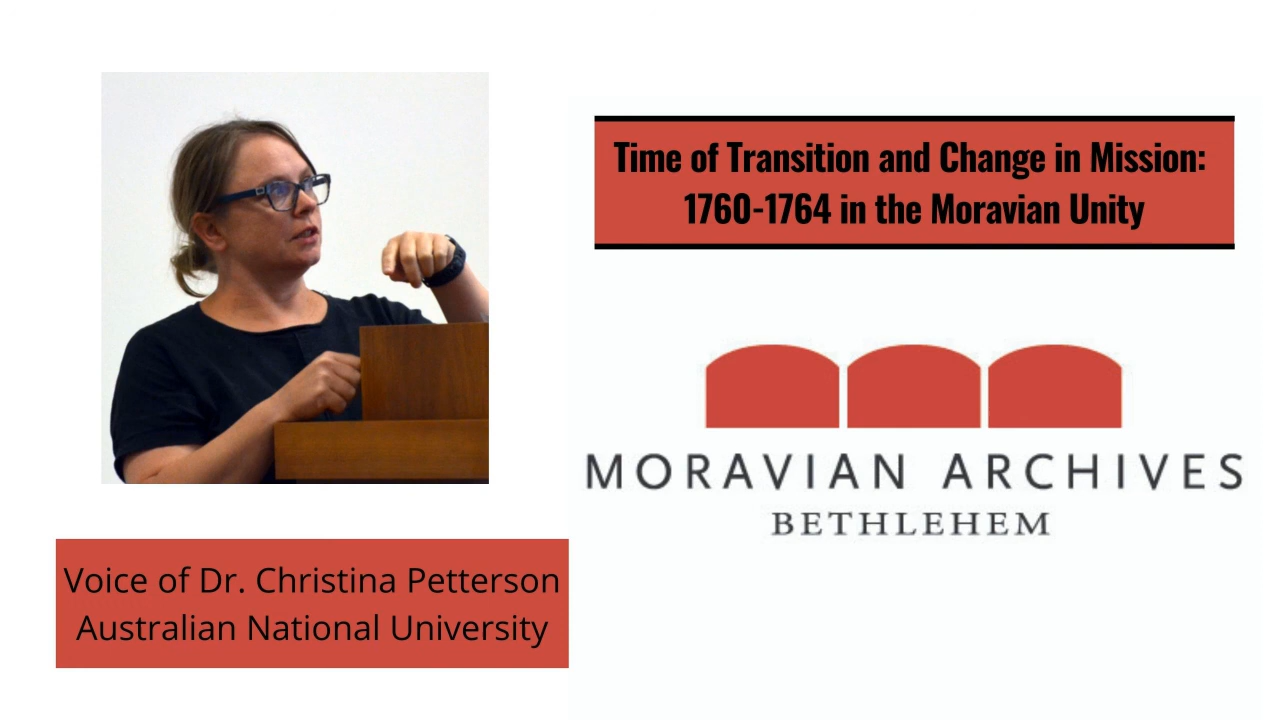 Time of Transition and Change in Mission:
1760-1764 in the Moravian Unity
MORAVIAN ARCHIVES
BETHLEHEM
Voice of Dr. Christina Petterson
Australian National University